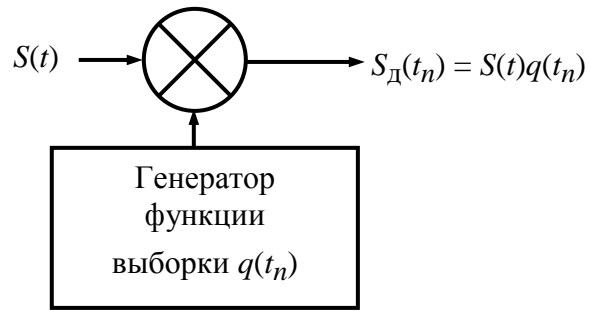 S(t)
S_Д(t_n) = S(t)q(t_n)
Генератор
функции
выборки q(t_n)